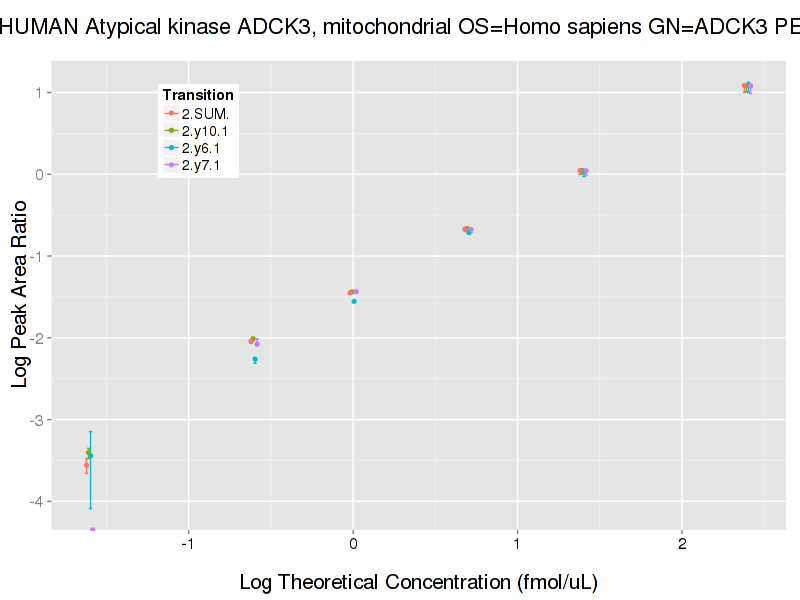 HUMAN Atypical kinase ADCK3, mitochondrial OS=Homo sapiens GN=ADCK3 PE
Transition
2.SUM.
2.y10.1
2.y6.1
2.y7.1
Log Peak Area Ratio
1
0
-1
-2
-3
-4
-1 0 1 2
Log Theoretical Concentration (fmol/uL)